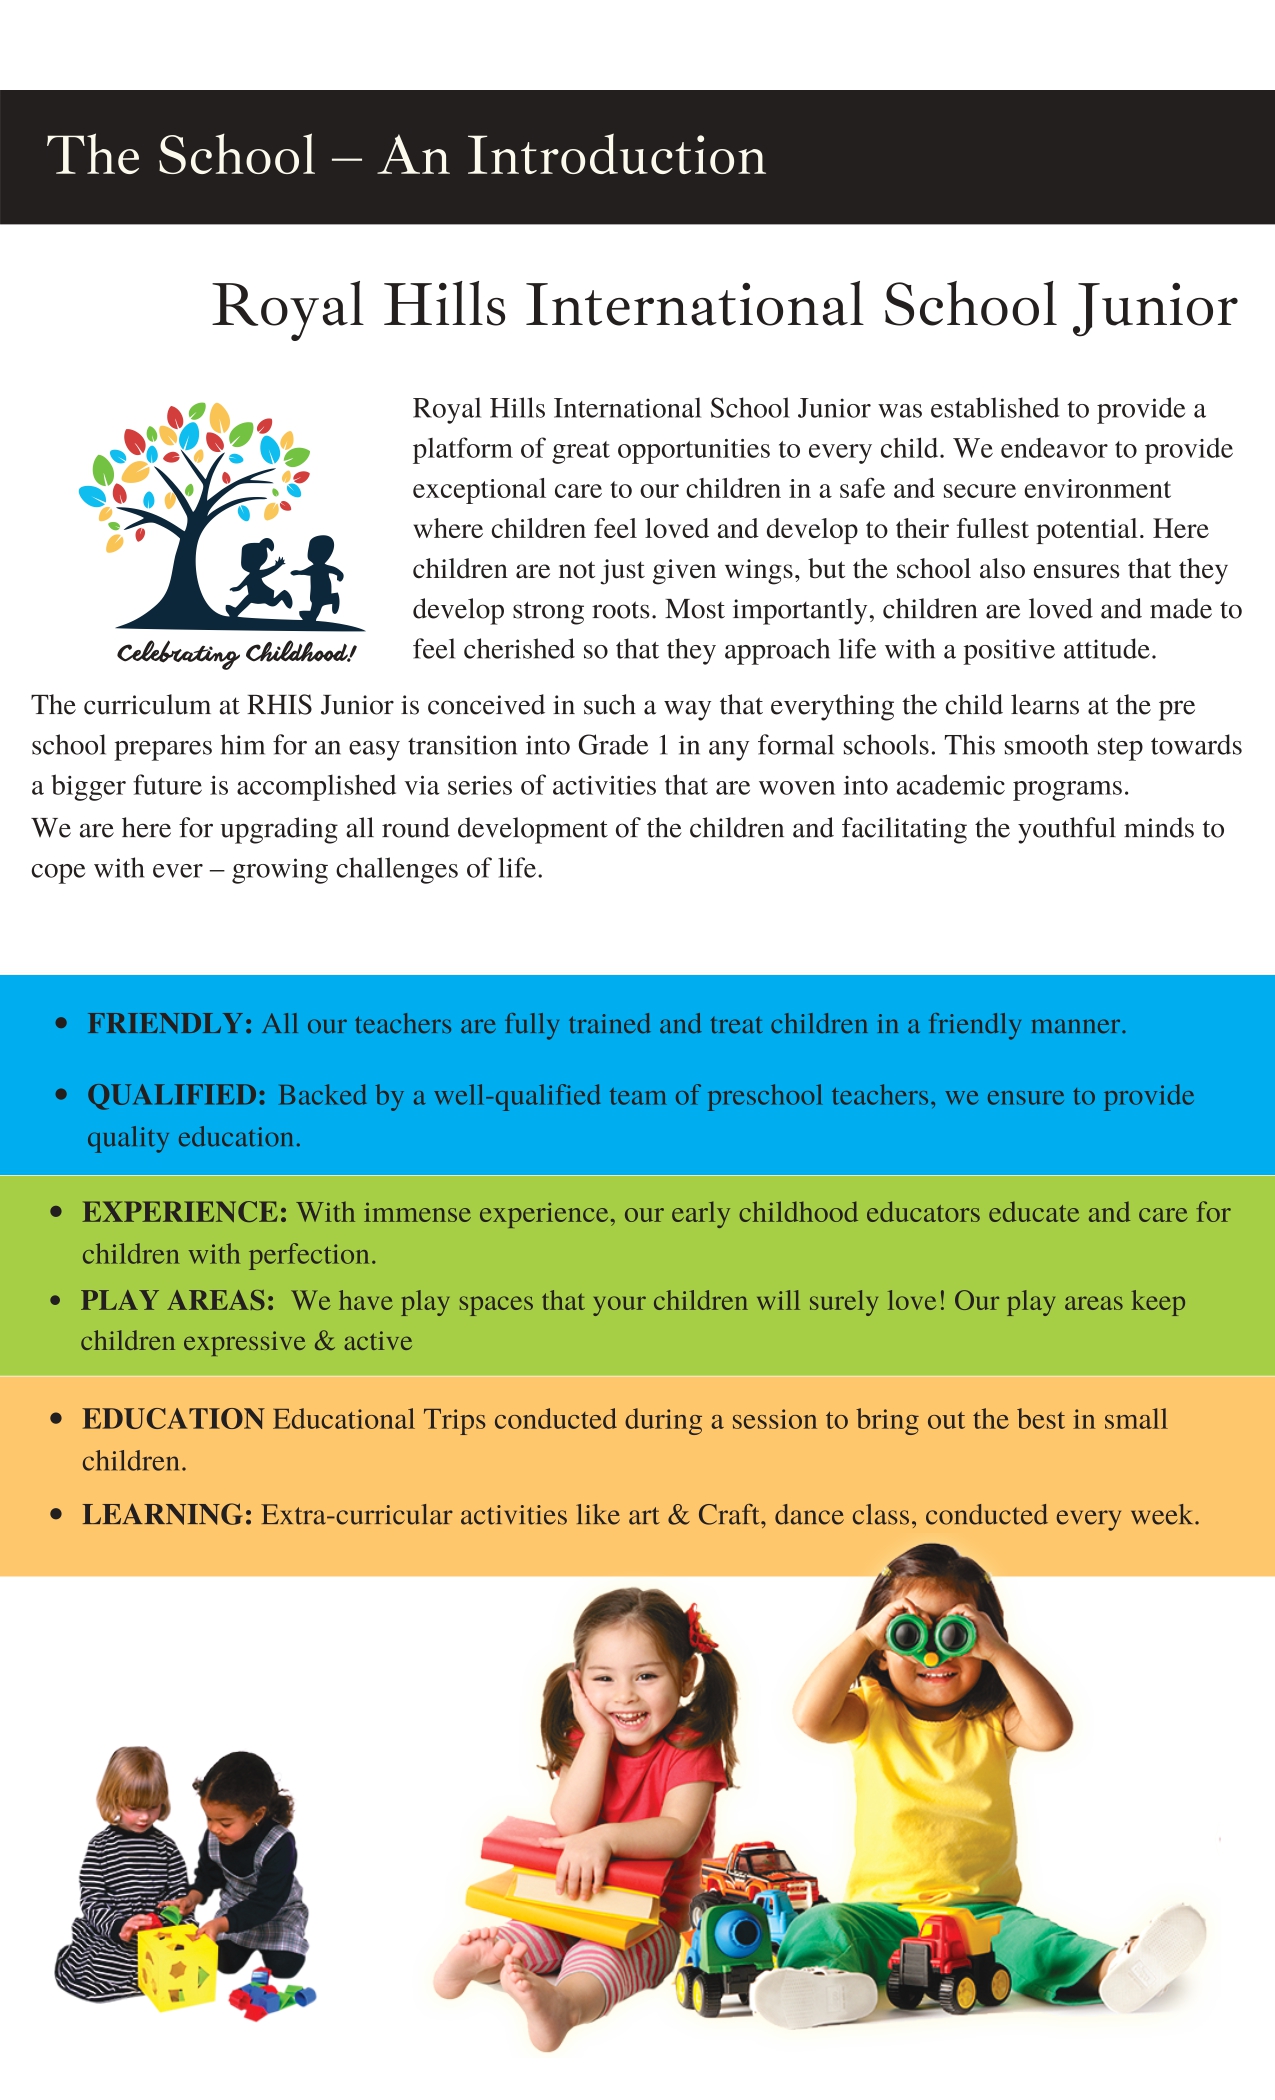 The School – An Introduction
Royal Hills International School Junior
Royal Hills International School Junior was established to provide a
platform of great opportunities to every child. We endeavor to provide
exceptional care to our children in a safe and secure environment
where children feel loved and develop to their fullest potential. Here
children are not just given wings, but the school also ensures that they
develop strong roots. Most importantly, children are loved and made to
feel cherished so that they approach life with a positive attitude.
Celebrating Childhood!
The curriculum at RHIS Junior is conceived in such a way that everything the child learns at the pre
school prepares him for an easy transition into Grade 1 in any formal schools. This smooth step towards
a bigger future is accomplished via series of activities that are woven into academic programs.
We are here for upgrading all round development of the children and facilitating the youthful minds to
cope with ever – growing challenges of life.
• FRIENDLY: All our teachers are fully trained and treat children in a friendly manner.
• QUALIFIED: Backed by a well-qualified team of preschool teachers, we ensure to provide
quality education.
• EXPERIENCE: With immense experience, our early childhood educators educate and care for
children with perfection.
• PLAY AREAS: We have play spaces that your children will surely love! Our play areas keep
children expressive & active
• EDUCATION Educational Trips conducted during a session to bring out the best in small
children.
• LEARNING: Extra-curricular activities like art & Craft, dance class, conducted every week.